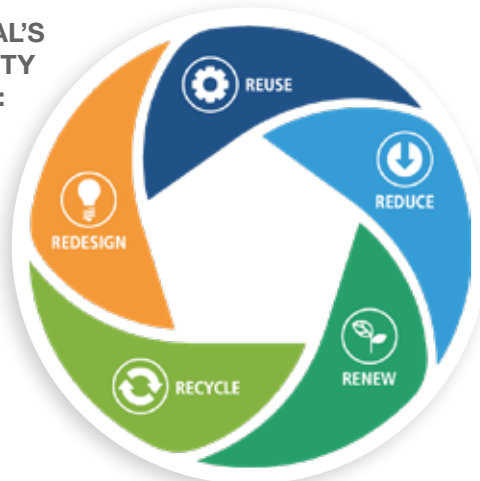 AL'S
TY
:
REUSE
REDUCE
REDESIGN
RENEW
RECYCLE